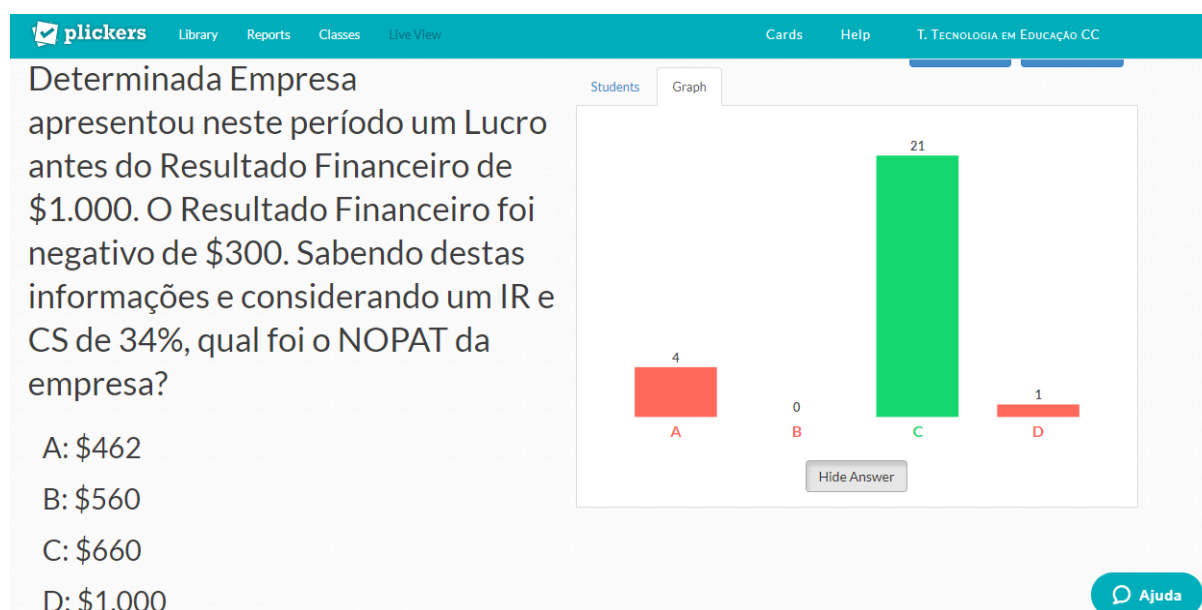 plickers Library Reports Classes Live View Cards Help T. Tecnologia em Educação CC
Determinada Empresa
apresentou neste período um Lucro
antes do Resultado Financeiro de
$1.000. O Resultado Financeiro foi
negativo de $300. Sabendo destas
informações e considerando um IR e
CS de 34%, qual foi o NOPAT da
empresa?
A: $462
B: $560
C: $660
D: $1.000
Students Graph
21
4
0
1
A B C D
Hide Answer
Ajuda